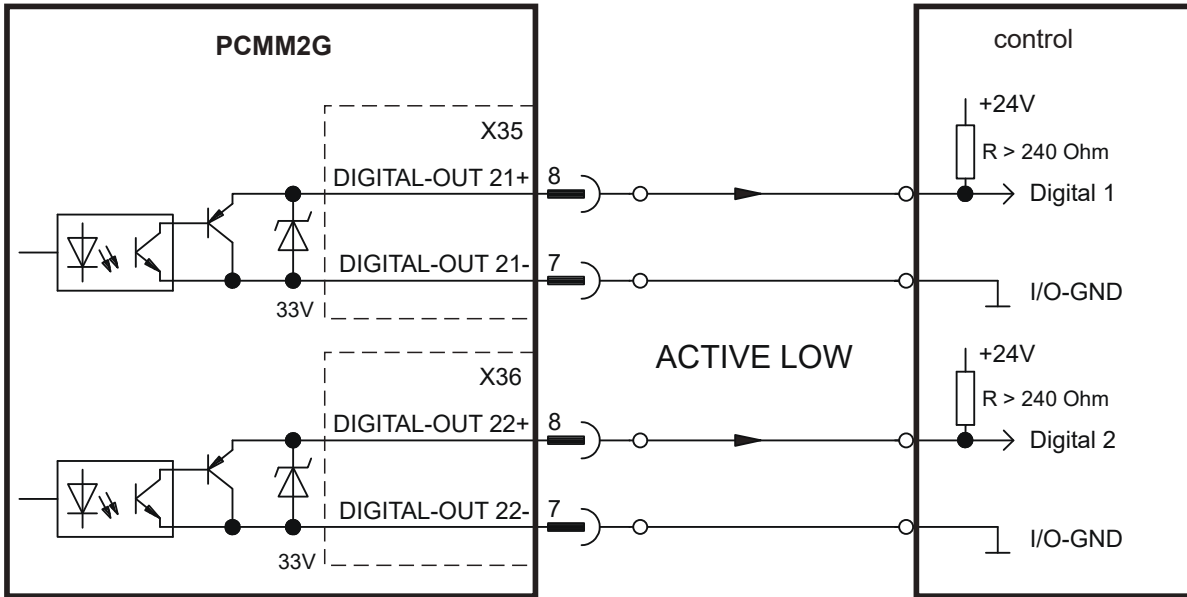 PCMM2G
control
+24V
X35
R > 240 Ohm
DIGITAL-OUT 21+
8
Digital 1
DIGITAL-OUT 21-
7
33V
I/O-GND
ACTIVE LOW
+24V
X36
R > 240 Ohm
DIGITAL-OUT 22+
8
Digital 2
DIGITAL-OUT 22-
7
33V
I/O-GND